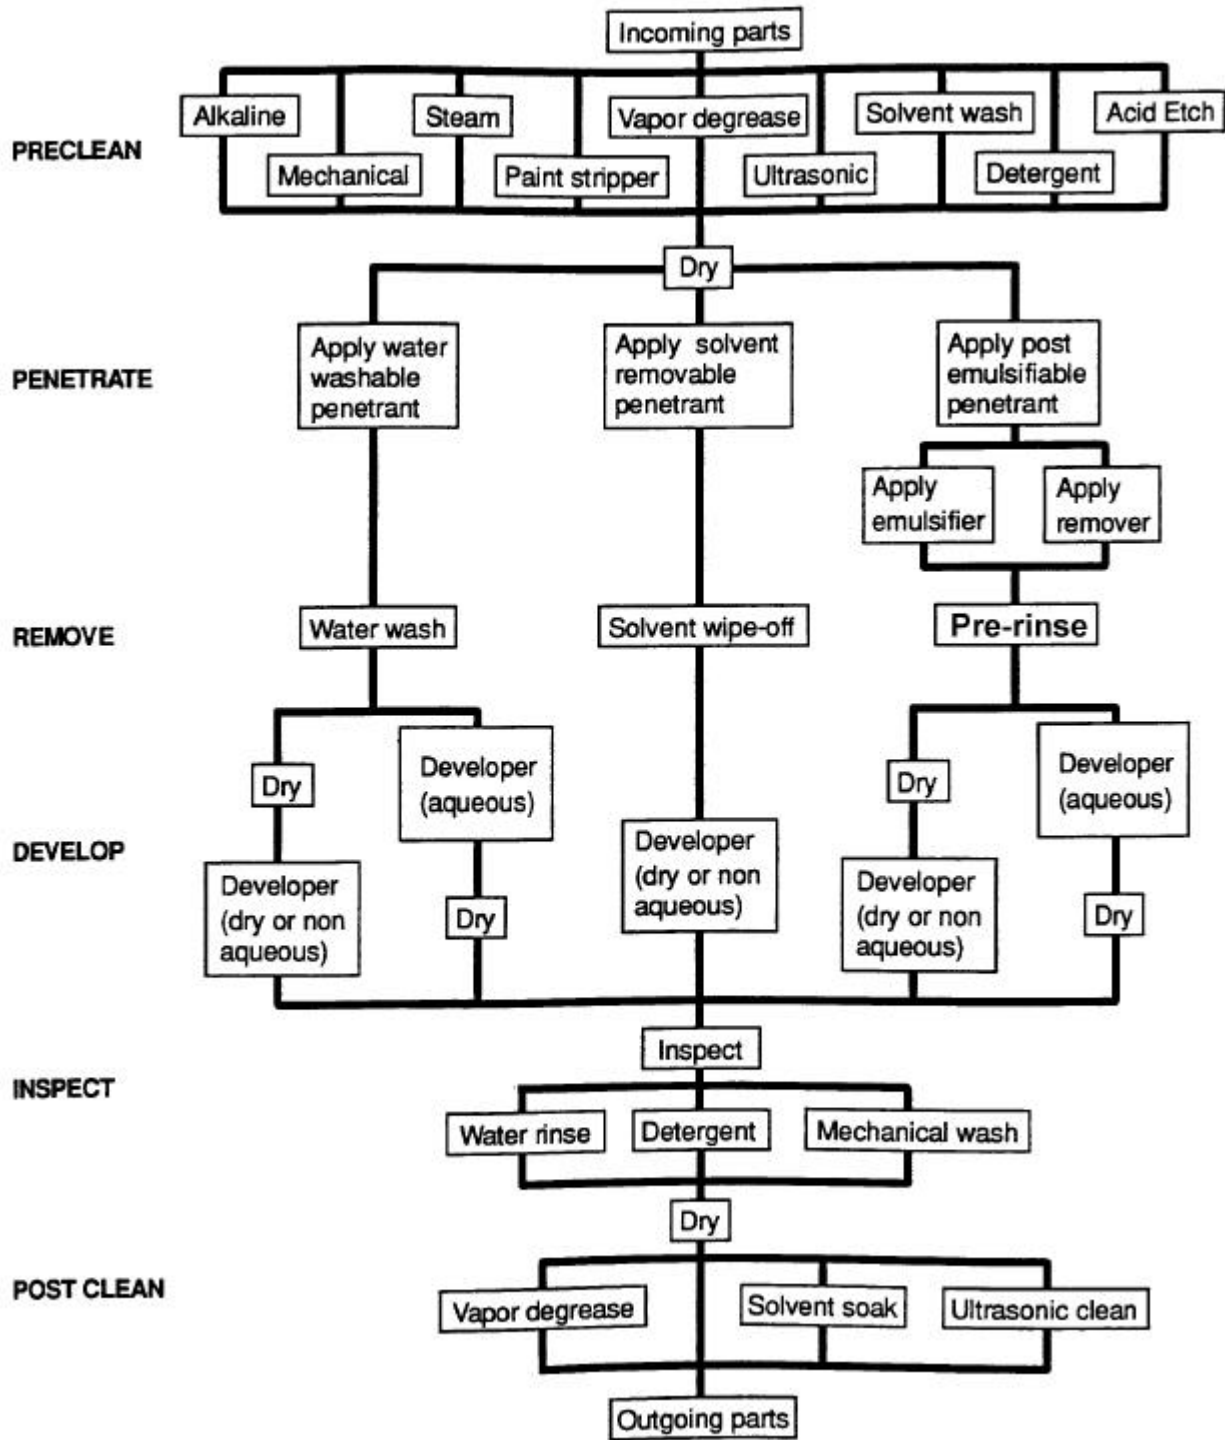 Incoming parts
Alkaline
Steam
Vapor degrease
Solvent wash
Acid Etch
PRECLEAN
Mechanical
Paint stripper
Ultrasonic
Detergent
Dry
PENETRATE
Apply water
washable
penetrant
Apply solvent
removable
penetrant
Apply post
emulsifiable
penetrant
Apply
emulsifier
Apply
remover
REMOVE
Water wash
Solvent wipe-off
Pre-rinse
DEVELOP
Dry
Developer
(aqueous)
Developer
(dry or non
aqueous)
Dry
Developer
(dry or non
aqueous)
Dry
Developer
(aqueous)
Developer
(dry or non
aqueous)
Dry
Inspect
INSPECT
Water rinse
Detergent
Mechanical wash
Dry
POST CLEAN
Vapor degrease
Solvent soak
Ultrasonic clean
Outgoing parts